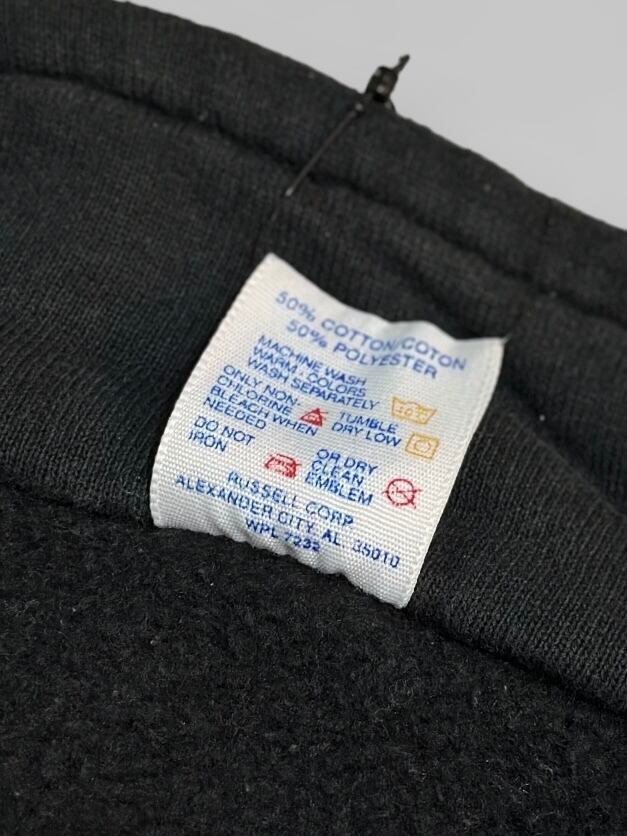 50% COTTON/COTON
50% POLYESTER
MACHINE WASH
WARM - COLORS
WASH SEPARATELY
ONLY NON-
CHLORINE
BLEACH WHEN
NEEDED
TUMBLE
DRY LOW
DO NOT
IRON
OR DRY
CLEAN
EMBLEM
RUSSELL CORP
ALEXANDER CITY, AL. 35010
WPL 7232